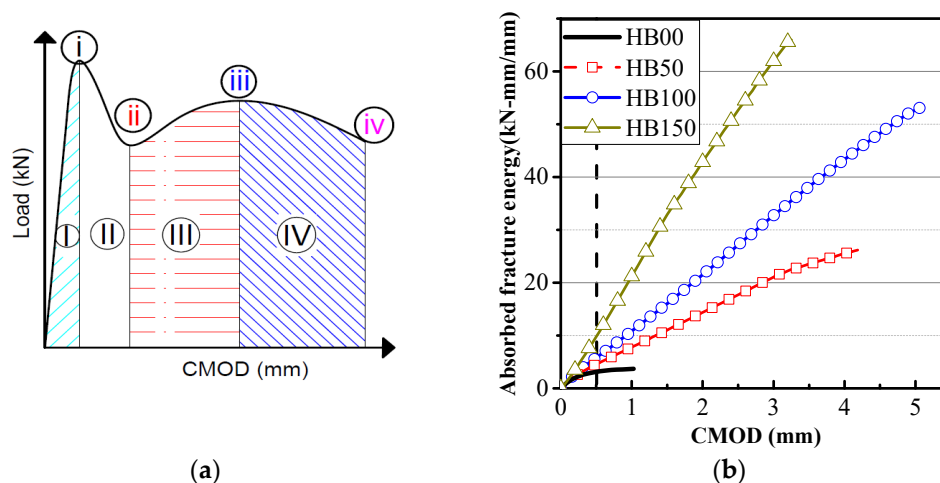 i
ii
iii
iv
I
II
III
IV
Load (kN)
CMOD (mm)
(a)
HB00
HB50
HB100
HB150
Absorbed fracture energy(kN-mm/mm)
60
40
20
0
0 1 2 3 4 5
CMOD (mm)
(b)